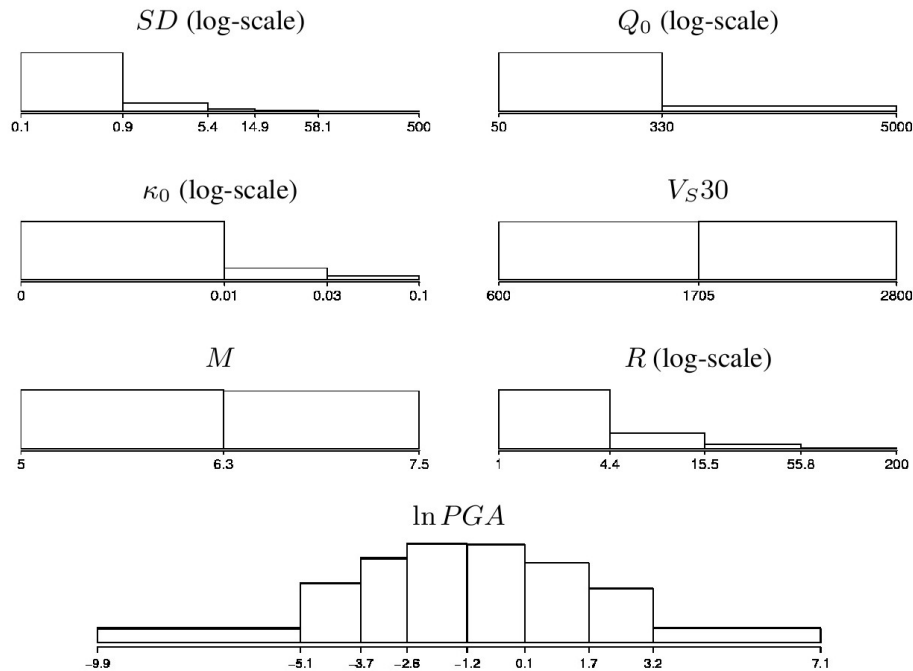 SD (log-scale) Q₀ (log-scale)
0.1 0.9 5.4 14.9 58.1 500 50 330 5000
κ₀ (log-scale) V_S30
0 0.01 0.03 0.1 600 1705 2800
M R (log-scale)
5 6.3 7.5 1 4.4 15.5 55.8 200
ln PGA
−9.9 −5.1 −3.7 −2.6 −1.2 0.1 1.7 3.2 7.1